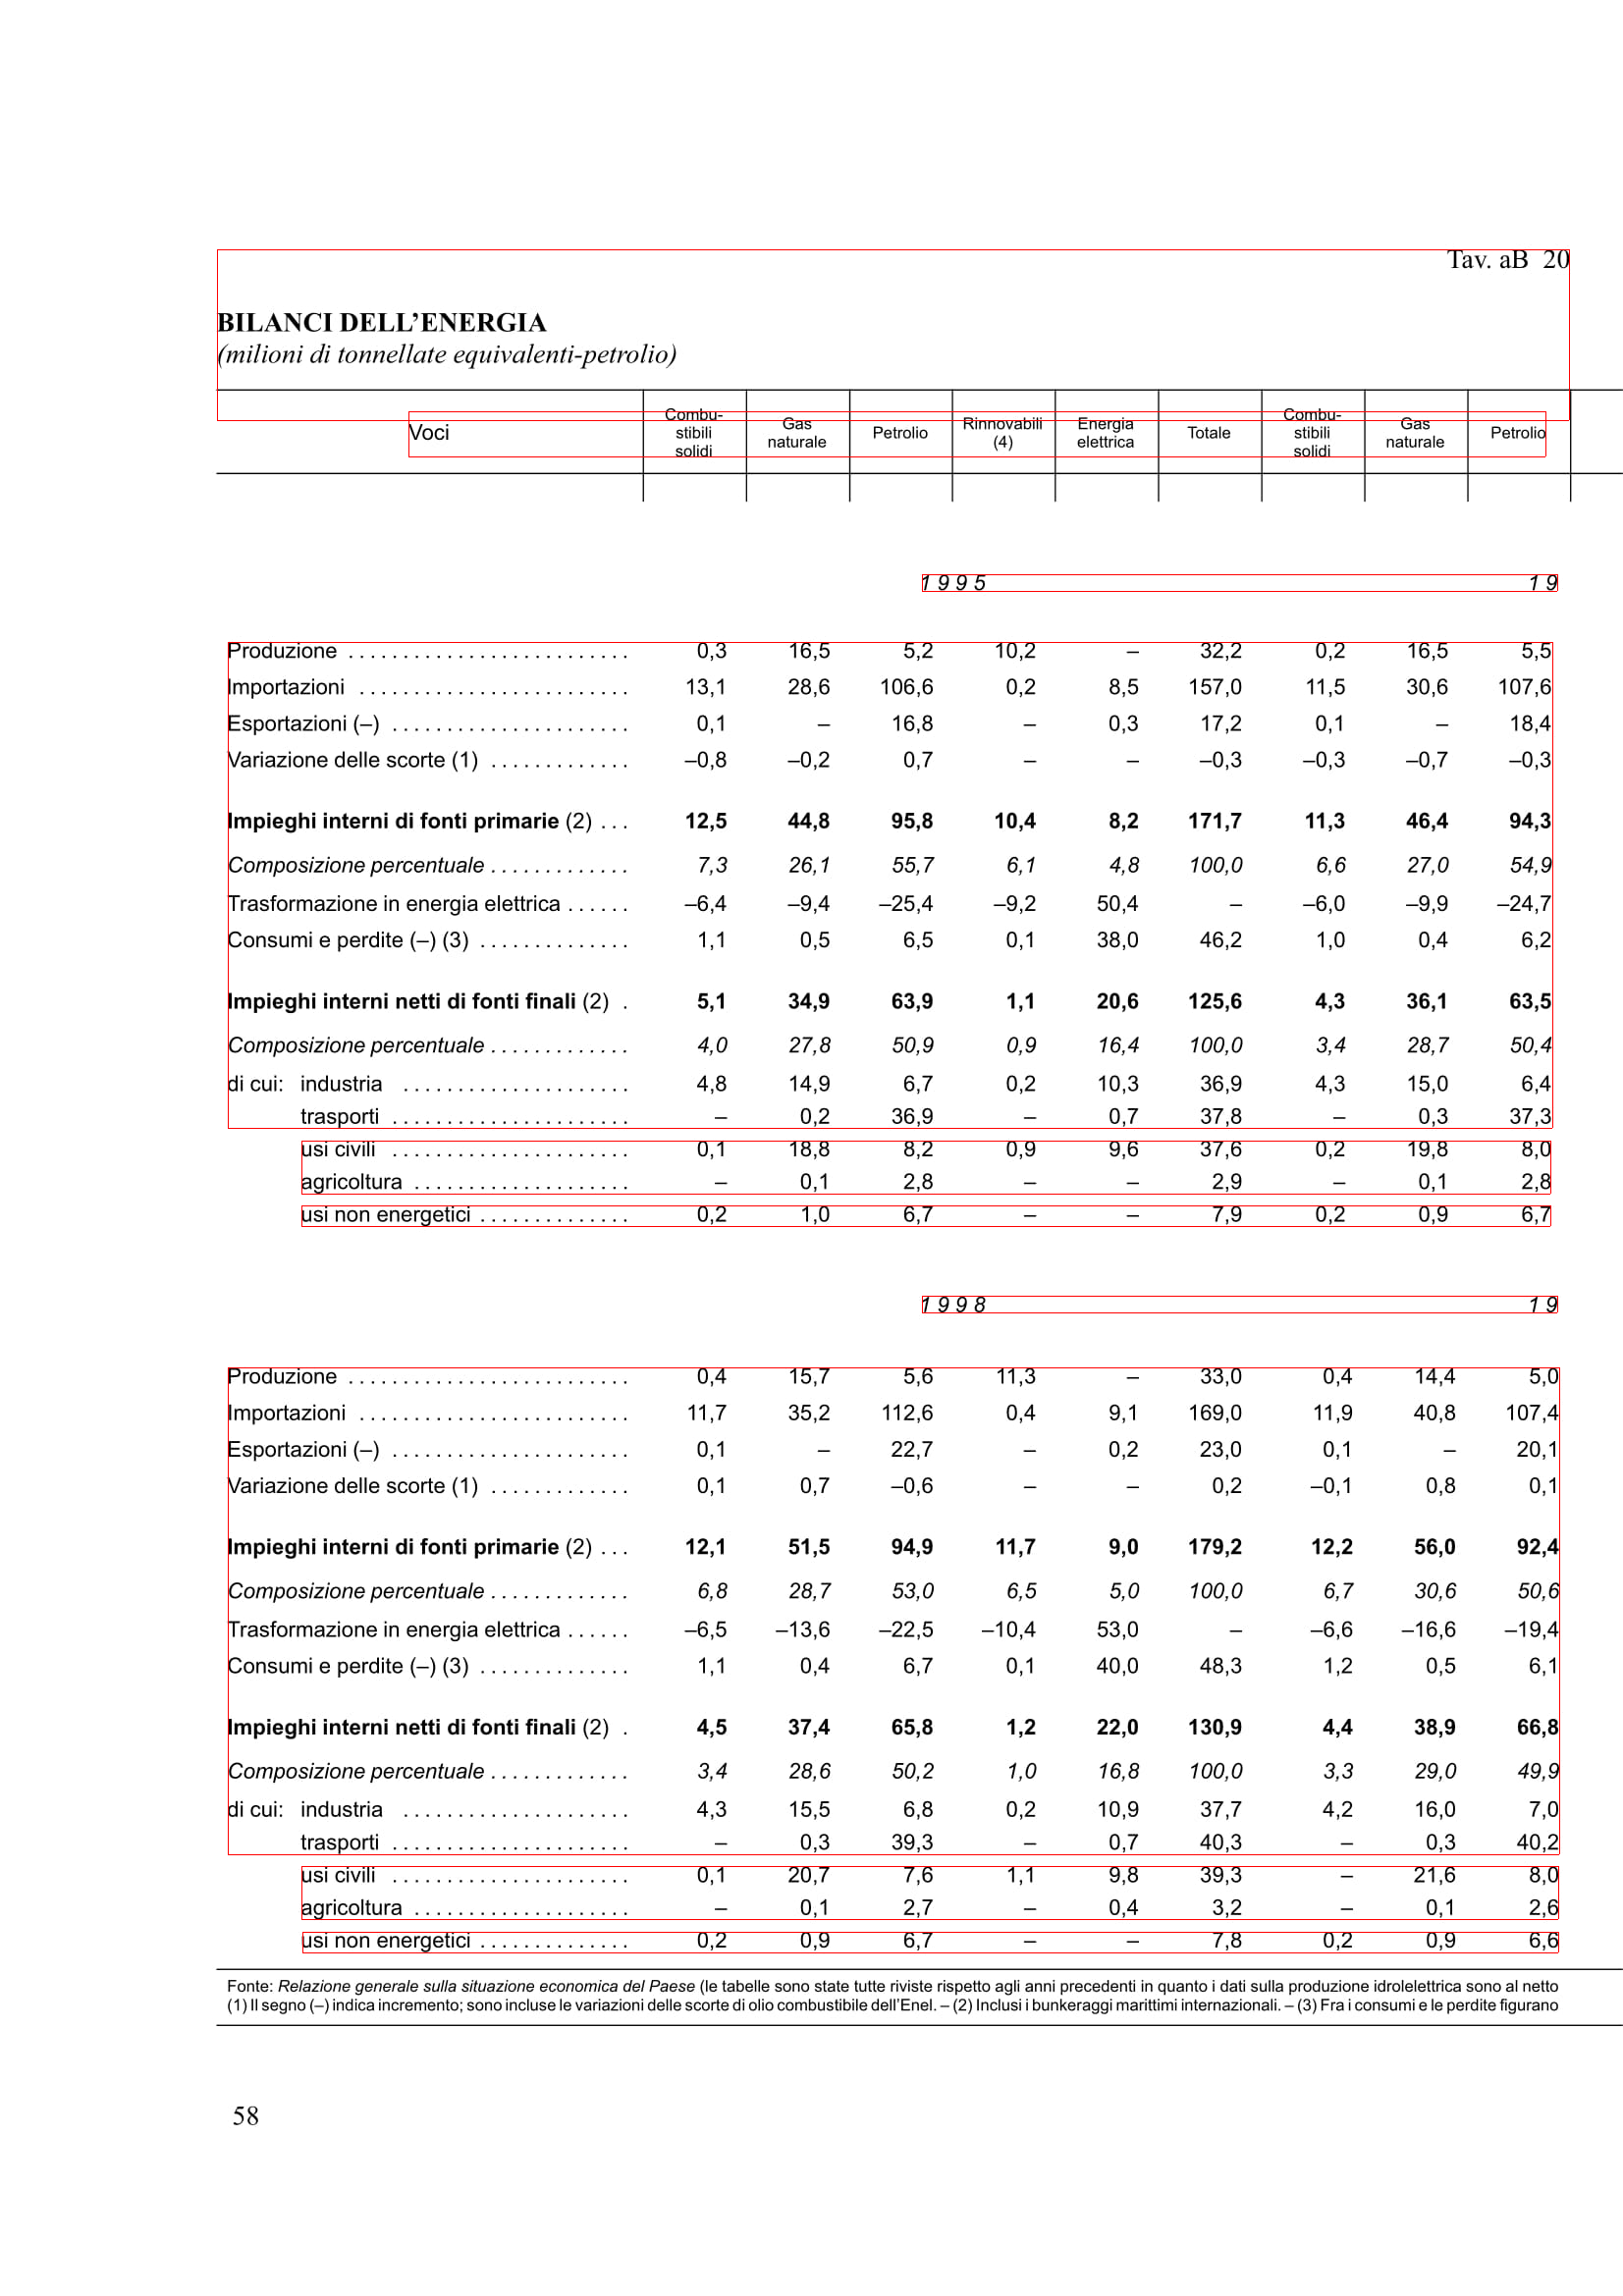 Tav. aB 20
BILANCI DELL’ENERGIA
(milioni di tonnellate equivalenti-petrolio)
Voci Combu-stibili solidi Gas naturale Petrolio Rinnovabili (4) Energia elettrica Totale Combu-stibili solidi Gas naturale Petrolio
1 9 9 5 1 9
Produzione . . . . . . . . . . . . . . . . . . . . . . . . . . 0,3 16,5 5,2 10,2 – 32,2 0,2 16,5 5,5
Importazioni . . . . . . . . . . . . . . . . . . . . . . . . . 13,1 28,6 106,6 0,2 8,5 157,0 11,5 30,6 107,6
Esportazioni (–) . . . . . . . . . . . . . . . . . . . . . . 0,1 – 16,8 – 0,3 17,2 0,1 – 18,4
Variazione delle scorte (1) . . . . . . . . . . . . . –0,8 –0,2 0,7 – – –0,3 –0,3 –0,7 –0,3
Impieghi interni di fonti primarie (2) . . . 12,5 44,8 95,8 10,4 8,2 171,7 11,3 46,4 94,3
Composizione percentuale . . . . . . . . . . . . . 7,3 26,1 55,7 6,1 4,8 100,0 6,6 27,0 54,9
Trasformazione in energia elettrica . . . . . . –6,4 –9,4 –25,4 –9,2 50,4 – –6,0 –9,9 –24,7
Consumi e perdite (–) (3) . . . . . . . . . . . . . . 1,1 0,5 6,5 0,1 38,0 46,2 1,0 0,4 6,2
Impieghi interni netti di fonti finali (2) . 5,1 34,9 63,9 1,1 20,6 125,6 4,3 36,1 63,5
Composizione percentuale . . . . . . . . . . . . . 4,0 27,8 50,9 0,9 16,4 100,0 3,4 28,7 50,4
di cui: industria . . . . . . . . . . . . . . . . . . . . . 4,8 14,9 6,7 0,2 10,3 36,9 4,3 15,0 6,4
trasporti . . . . . . . . . . . . . . . . . . . . . . – 0,2 36,9 – 0,7 37,8 – 0,3 37,3
usi civili . . . . . . . . . . . . . . . . . . . . . . 0,1 18,8 8,2 0,9 9,6 37,6 0,2 19,8 8,0
agricoltura . . . . . . . . . . . . . . . . . . . . – 0,1 2,8 – – 2,9 – 0,1 2,8
usi non energetici . . . . . . . . . . . . . . 0,2 1,0 6,7 – – 7,9 0,2 0,9 6,7
1 9 9 8 1 9
Produzione . . . . . . . . . . . . . . . . . . . . . . . . . . 0,4 15,7 5,6 11,3 – 33,0 0,4 14,4 5,0
Importazioni . . . . . . . . . . . . . . . . . . . . . . . . . 11,7 35,2 112,6 0,4 9,1 169,0 11,9 40,8 107,4
Esportazioni (–) . . . . . . . . . . . . . . . . . . . . . . 0,1 – 22,7 – 0,2 23,0 0,1 – 20,1
Variazione delle scorte (1) . . . . . . . . . . . . . 0,1 0,7 –0,6 – – 0,2 –0,1 0,8 0,1
Impieghi interni di fonti primarie (2) . . . 12,1 51,5 94,9 11,7 9,0 179,2 12,2 56,0 92,4
Composizione percentuale . . . . . . . . . . . . . 6,8 28,7 53,0 6,5 5,0 100,0 6,7 30,6 50,6
Trasformazione in energia elettrica . . . . . . –6,5 –13,6 –22,5 –10,4 53,0 – –6,6 –16,6 –19,4
Consumi e perdite (–) (3) . . . . . . . . . . . . . . 1,1 0,4 6,7 0,1 40,0 48,3 1,2 0,5 6,1
Impieghi interni netti di fonti finali (2) . 4,5 37,4 65,8 1,2 22,0 130,9 4,4 38,9 66,8
Composizione percentuale . . . . . . . . . . . . . 3,4 28,6 50,2 1,0 16,8 100,0 3,3 29,0 49,9
di cui: industria . . . . . . . . . . . . . . . . . . . . . 4,3 15,5 6,8 0,2 10,9 37,7 4,2 16,0 7,0
trasporti . . . . . . . . . . . . . . . . . . . . . . – 0,3 39,3 – 0,7 40,3 – 0,3 40,2
usi civili . . . . . . . . . . . . . . . . . . . . . . 0,1 20,7 7,6 1,1 9,8 39,3 – 21,6 8,0
agricoltura . . . . . . . . . . . . . . . . . . . . – 0,1 2,7 – 0,4 3,2 – 0,1 2,6
usi non energetici . . . . . . . . . . . . . . 0,2 0,9 6,7 – – 7,8 0,2 0,9 6,6
Fonte: Relazione generale sulla situazione economica del Paese (le tabelle sono state tutte riviste rispetto agli anni precedenti in quanto i dati sulla produzione idrolelettrica sono al netto
(1) Il segno (–) indica incremento; sono incluse le variazioni delle scorte di olio combustibile dell’Enel. – (2) Inclusi i bunkeraggi marittimi internazionali. – (3) Fra i consumi e le perdite figurano
58